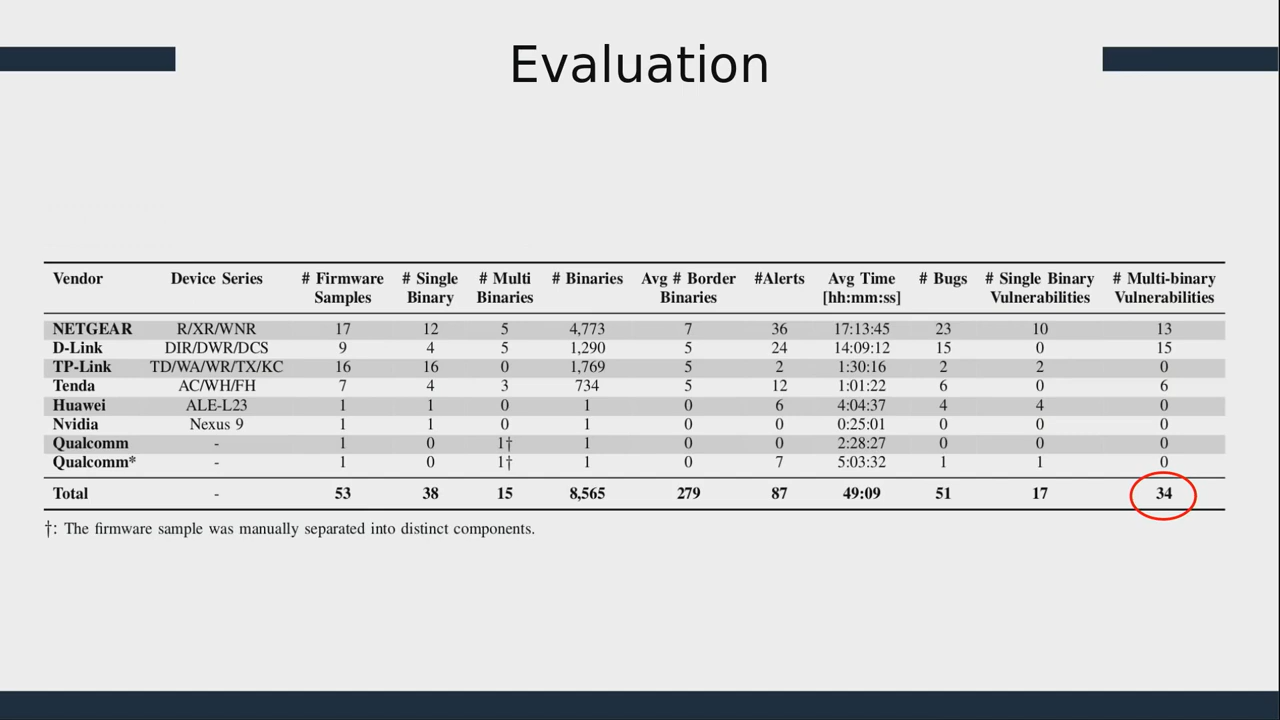 Evaluation
Vendor Device Series # Firmware Samples # Single Binary # Multi Binaries # Binaries Avg # Border Binaries #Alerts Avg Time [hh:mm:ss] # Bugs # Single Binary Vulnerabilities # Multi-binary Vulnerabilities
NETGEAR R/XR/WNR 17 12 5 4,773 7 36 17:13:45 23 10 13
D-Link DIR/DWR/DCS 9 4 5 1,290 5 24 14:09:12 15 0 15
TP-Link TD/WA/WR/TX/KC 16 16 0 1,769 5 2 1:30:16 2 2 0
Tenda AC/WH/FH 7 4 3 734 5 12 1:01:22 6 0 6
Huawei ALE-L23 1 1 0 1 0 6 4:04:37 4 4 0
Nvidia Nexus 9 1 1 0 1 0 0 0:25:01 0 0 0
Qualcomm - 1 0 1† 1 0 0 2:28:27 0 0 0
Qualcomm* - 1 0 1† 1 0 7 5:03:32 1 1 0
Total - 53 38 15 8,565 279 87 49:09 51 17 34
†: The firmware sample was manually separated into distinct components.